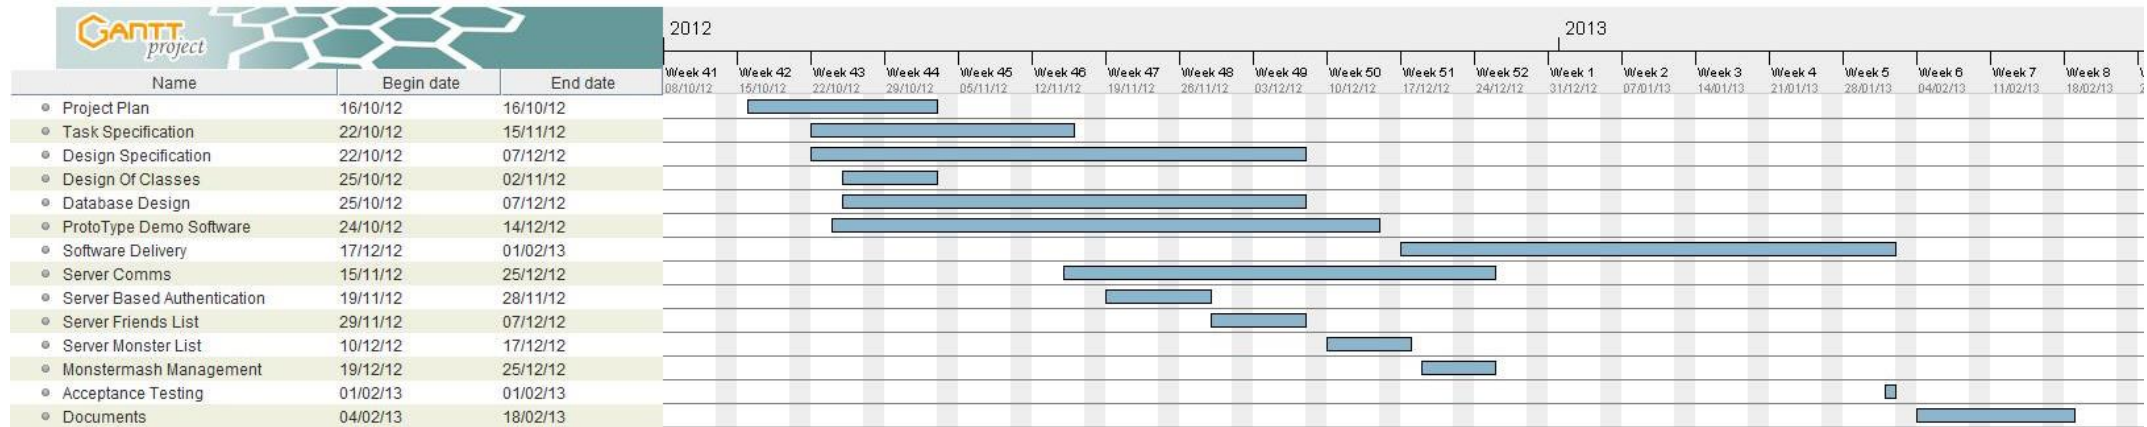 GANTT
project
2012 2013
Week 41 Week 42 Week 43 Week 44 Week 45 Week 46 Week 47 Week 48 Week 49 Week 50 Week 51 Week 52 Week 1 Week 2 Week 3 Week 4 Week 5 Week 6 Week 7 Week 8
Name Begin date End date
08/10/12 15/10/12 22/10/12 29/10/12 05/11/12 12/11/12 19/11/12 26/11/12 03/12/12 10/12/12 17/12/12 24/12/12 31/12/12 07/01/13 14/01/13 21/01/13 28/01/13 04/02/13 11/02/13 18/02/13
Project Plan 16/10/12 16/10/12
Task Specification 22/10/12 15/11/12
Design Specification 22/10/12 07/12/12
Design Of Classes 25/10/12 02/11/12
Database Design 25/10/12 07/12/12
ProtoType Demo Software 24/10/12 14/12/12
Software Delivery 17/12/12 01/02/13
Server Comms 15/11/12 25/12/12
Server Based Authentication 19/11/12 28/11/12
Server Friends List 29/11/12 07/12/12
Server Monster List 10/12/12 17/12/12
Monstermash Management 19/12/12 25/12/12
Acceptance Testing 01/02/13 01/02/13
Documents 04/02/13 18/02/13